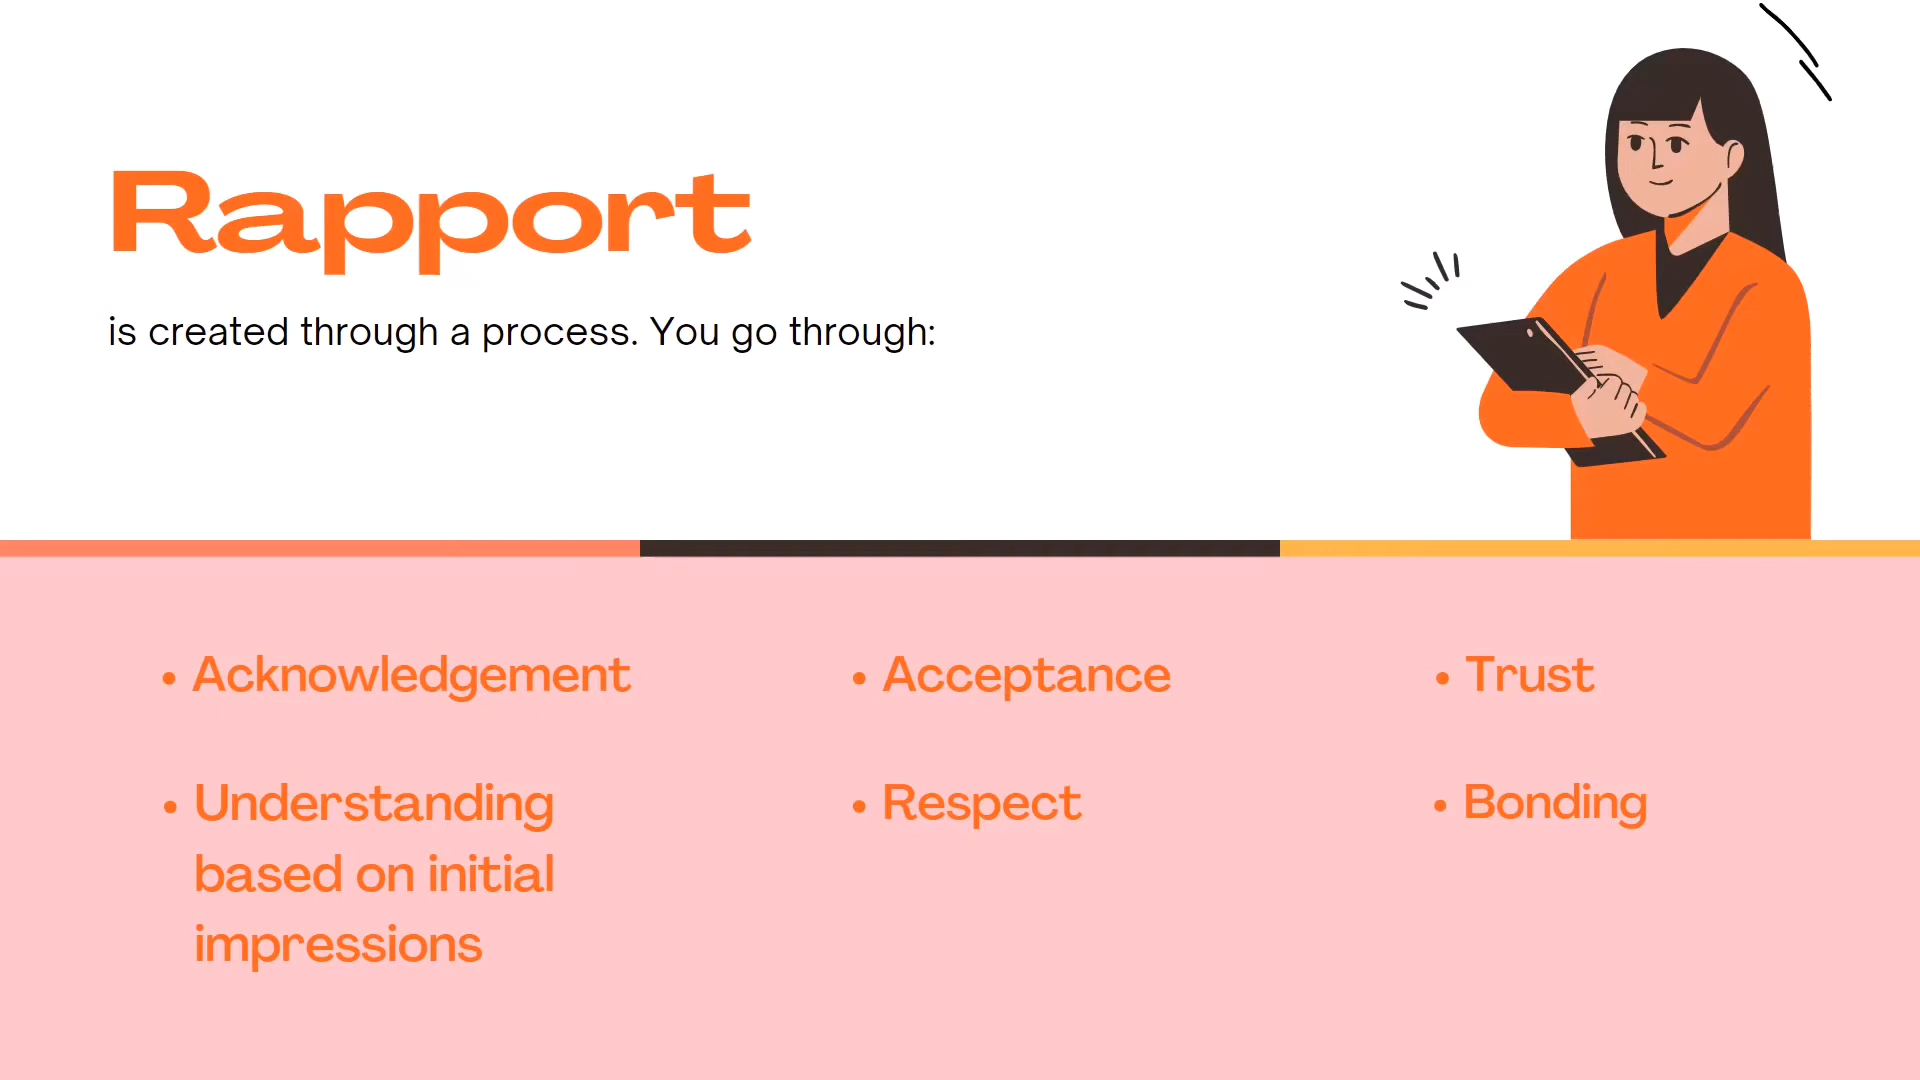 Rapport
is created through a process. You go through:
• Acknowledgement
• Understanding
based on initial
impressions
• Acceptance
• Respect
• Trust
• Bonding